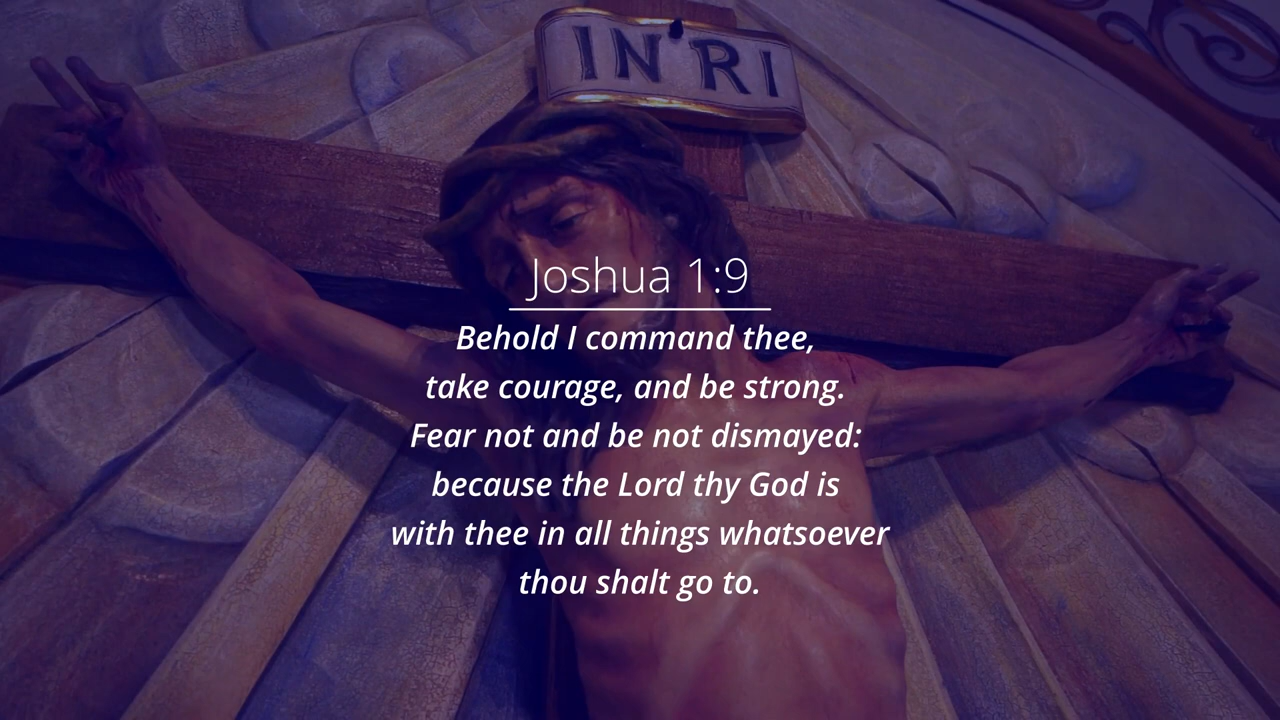 INRI
Joshua 1:9
Behold I command thee,
take courage, and be strong.
Fear not and be not dismayed:
because the Lord thy God is
with thee in all things whatsoever
thou shalt go to.